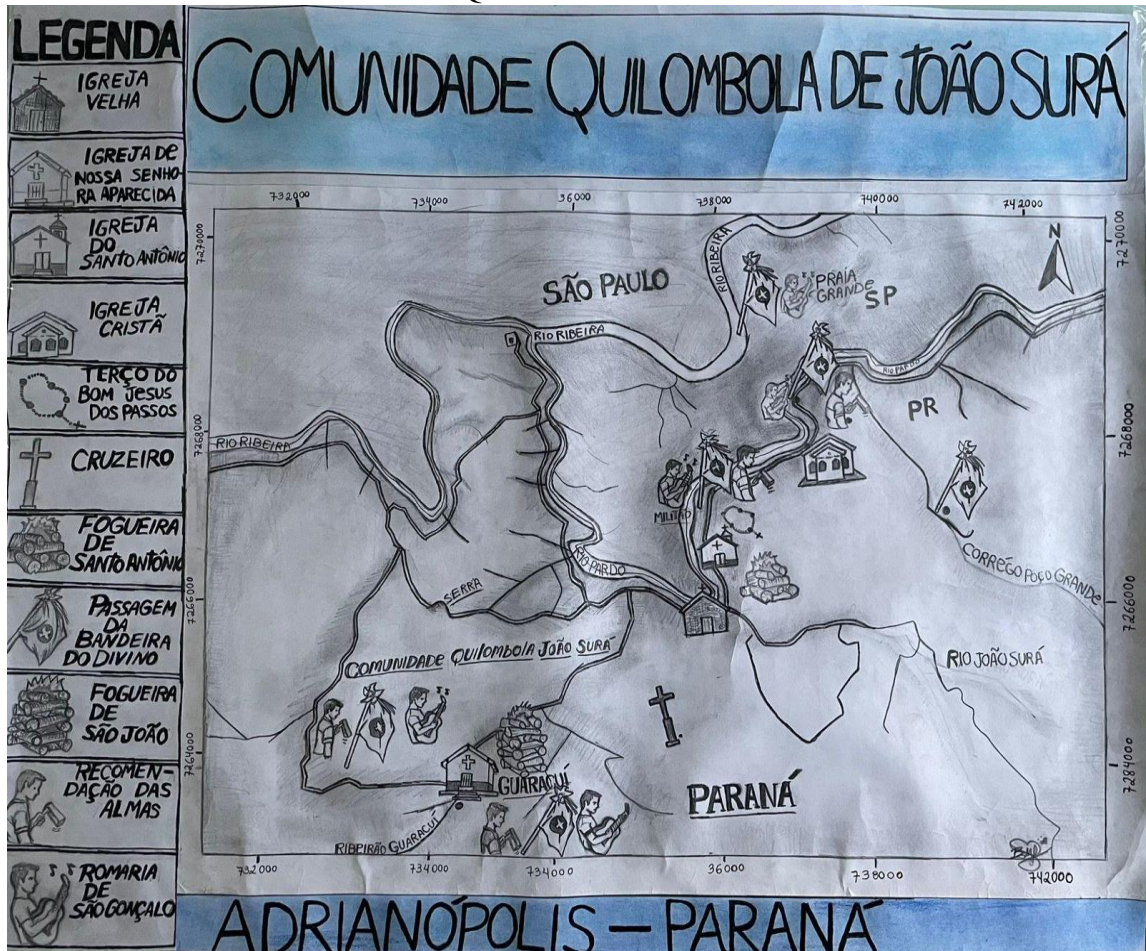 LEGENDA
IGREJA
VELHA
IGREJA DE
NOSSA SENHO-
RA APARECIDA
IGREJA
DO
SANTO ANTÔNIO
IGREJA
CRISTÃ
TERÇO DO
BOM JESUS
DOS PASSOS
CRUZEIRO
FOGUEIRA
DE
SANTO ANTÔNIO
PASSAGEM
DA
BANDEIRA
DO DIVINO
FOGUEIRA
DE
SÃO JOÃO
RECOMEN-
DAÇÃO DAS
ALMAS
ROMARIA
DE
SÃO GONÇALO
COMUNIDADE QUILOMBOLA DE JOÃO SURÁ
732000
734000
36000
738000
740000
742000
7270000
7270000
N
RIO RIBEIRA
SÃO PAULO
PRAIA
GRANDE
SP
RIO RIBEIRA
RIO PARDO
PR
7268000
7268000
RIO RIBEIRA
MILITÃO
CORRÉGO POÇO GRANDE
RIO PARDO
SERRA
7266000
7266000
COMUNIDADE QUILOMBOLA JOÃO SURÁ
RIO JOÃO SURÁ
7264000
7284000
GUARACUÍ
PARANÁ
RIBEIRÃO GUARACUÍ
732000
734000
734000
36000
738000
742000
ADRIANÓPOLIS – PARANÁ